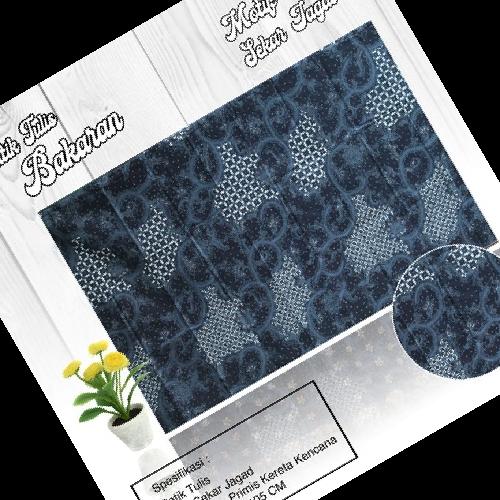 Batik Tulis
Bakaran
Motif
Sekar Jagad
Spesifikasi :
Batik Tulis
Sekar Jagad
Primis Kereta Kencana
105 CM